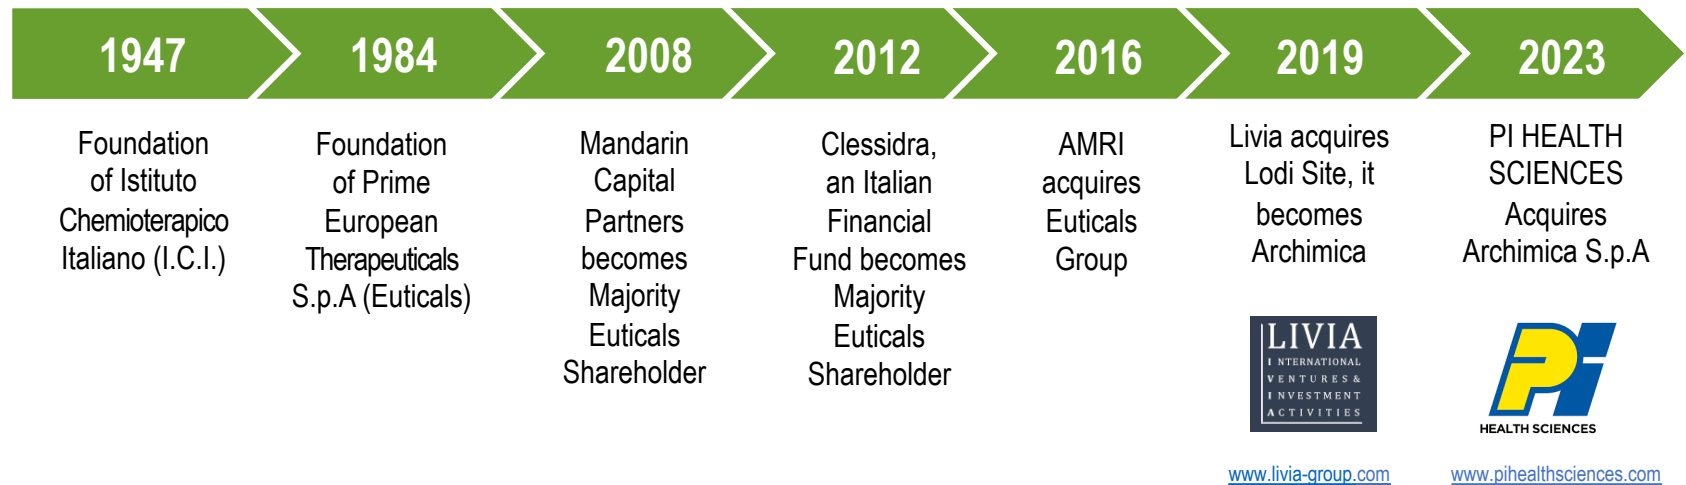 1947
1984
2008
2012
2016
2019
2023
Foundation
of Istituto
Chemioterapico
Italiano (I.C.I.)
Foundation
of Prime
European
Therapeuticals
S.p.A (Euticals)
Mandarin
Capital
Partners
becomes
Majority
Euticals
Shareholder
Clessidra,
an Italian
Financial
Fund becomes
Majority
Euticals
Shareholder
AMRI
acquires
Euticals
Group
Livia acquires
Lodi Site, it
becomes
Archimica
LIVIA
INTERNATIONAL
VENTURES &
INVESTMENT
ACTIVITIES
www.livia-group.com
PI HEALTH
SCIENCES
Acquires
Archimica S.p.A
Pi
HEALTH SCIENCES
www.pihealthsciences.com